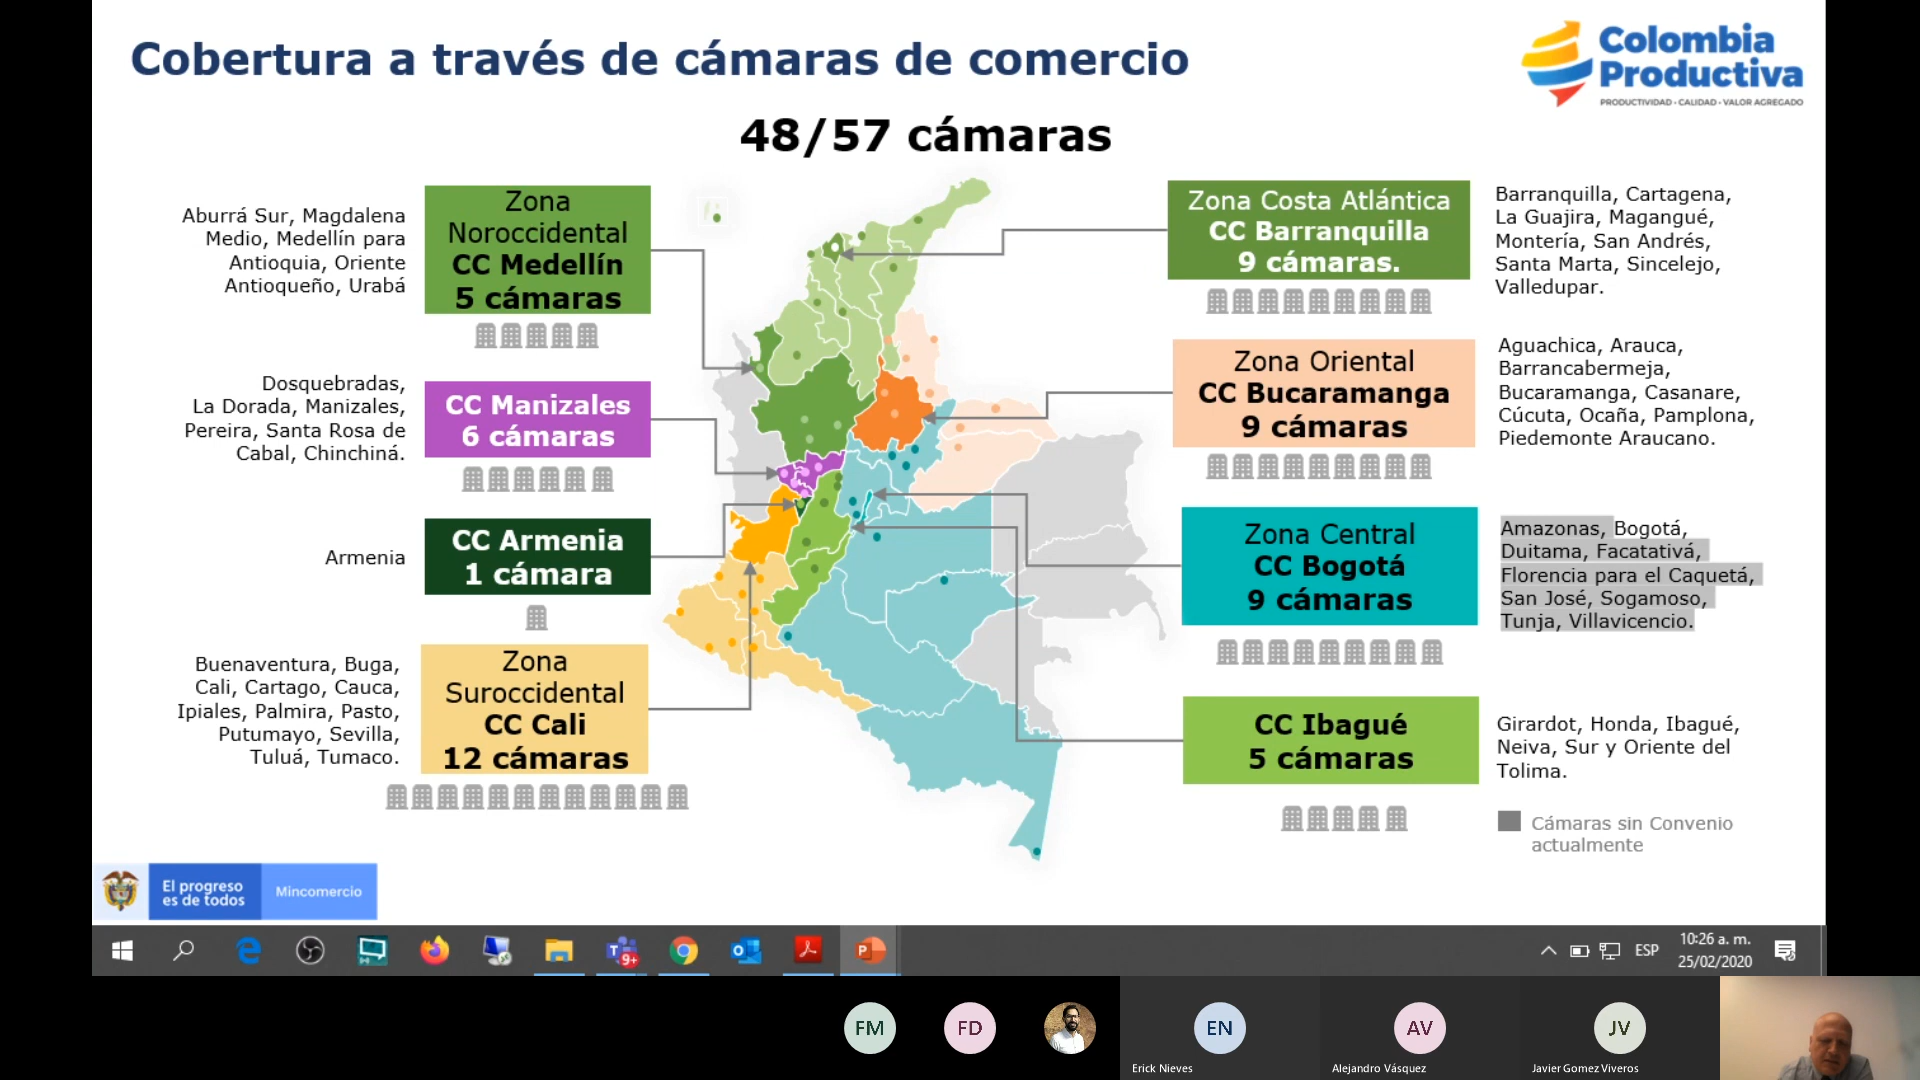 Cobertura a través de cámaras de comercio
Colombia
Productiva
PRODUCTIVIDAD · CALIDAD · VALOR AGREGADO
48/57 cámaras
Aburrá Sur, Magdalena
Medio, Medellín para
Antioquia, Oriente
Antioqueño, Urabá
Zona
Noroccidental
CC Medellín
5 cámaras
Dosquebradas,
La Dorada, Manizales,
Pereira, Santa Rosa de
Cabal, Chinchiná.
CC Manizales
6 cámaras
Armenia
CC Armenia
1 cámara
Buenaventura, Buga,
Cali, Cartago, Cauca,
Ipiales, Palmira, Pasto,
Putumayo, Sevilla,
Tuluá, Tumaco.
Zona
Suroccidental
CC Cali
12 cámaras
Zona Costa Atlántica
CC Barranquilla
9 cámaras.
Barranquilla, Cartagena,
La Guajira, Magangué,
Montería, San Andrés,
Santa Marta, Sincelejo,
Valledupar.
Zona Oriental
CC Bucaramanga
9 cámaras
Aguachica, Arauca,
Barrancabermeja,
Bucaramanga, Casanare,
Cúcuta, Ocaña, Pamplona,
Piedemonte Araucano.
Zona Central
CC Bogotá
9 cámaras
Amazonas, Bogotá,
Duitama, Facatativá,
Florencia para el Caquetá,
San José, Sogamoso,
Tunja, Villavicencio.
CC Ibagué
5 cámaras
Girardot, Honda, Ibagué,
Neiva, Sur y Oriente del
Tolima.
Cámaras sin Convenio
actualmente
El progreso
es de todos
Mincomercio
9+
ESP
10:26 a. m.
25/02/2020
FM
FD
EN
Erick Nieves
AV
Alejandro Vásquez
JV
Javier Gomez Viveros